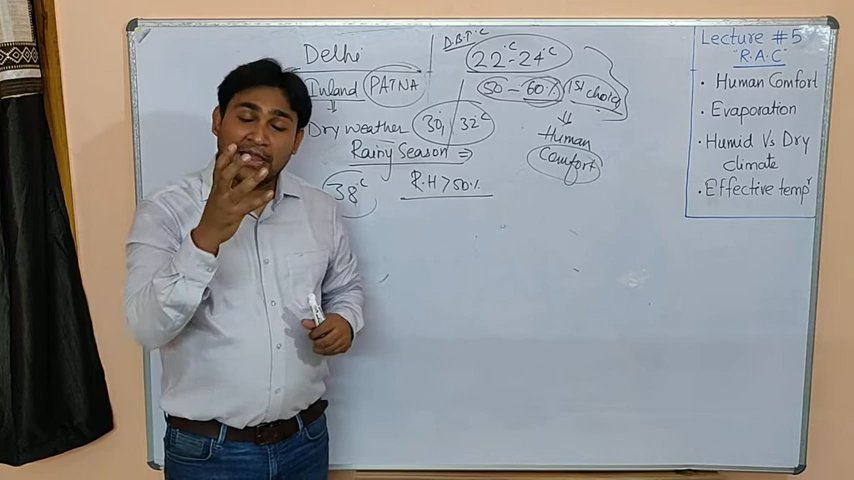 Delhi
Inland PATNA
⇓
Dry weather 30, 32°C
Rainy Season ⇒
38°C R.H > 50%
D.B.T °C
22°C - 24°C
50 - 60% 1st choice
⇓
Human
Comfort
Lecture # 5
"R.A.C"
• Human Comfort
• Evaporation
• Humid Vs Dry
climate
• Effective tempr